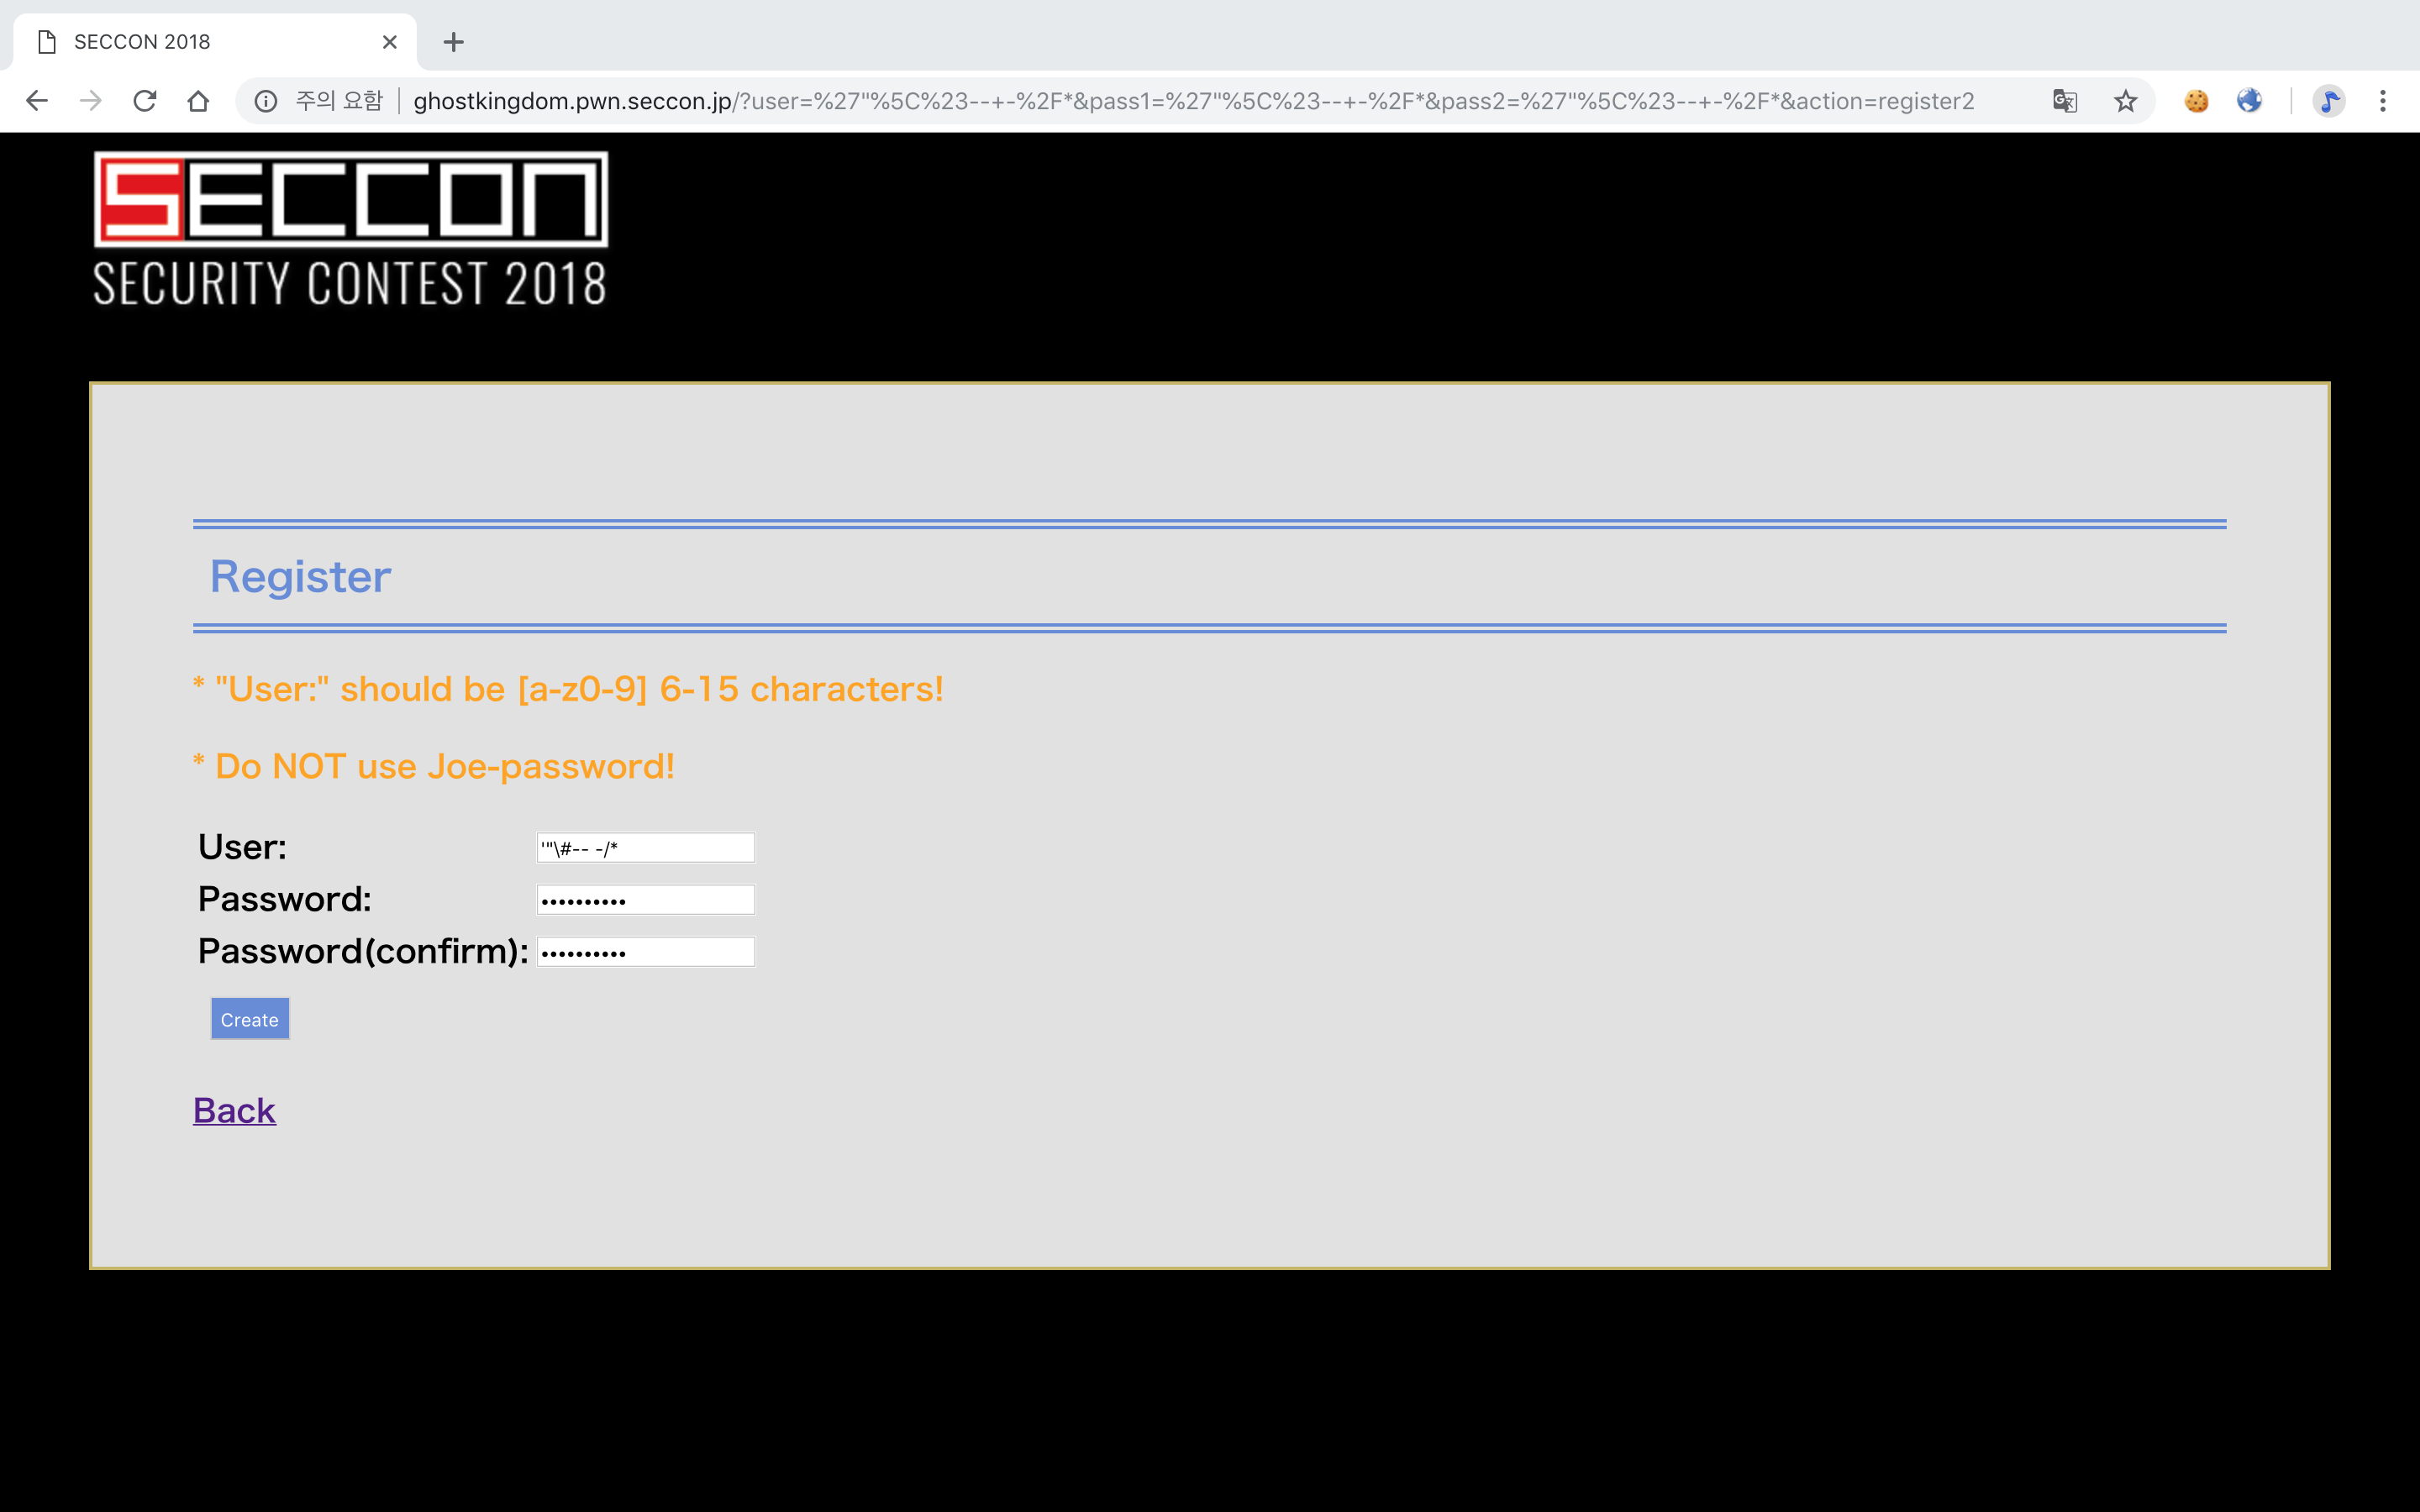 SECCON 2018
주의 요함
ghostkingdom.pwn.seccon.jp/?user=%27"%5C%23--+-%2F*&pass1=%27"%5C%23--+-%2F*&pass2=%27"%5C%23--+-%2F*&action=register2
SECCON
SECURITY CONTEST 2018
Register
* "User:" should be [a-z0-9] 6-15 characters!
* Do NOT use Joe-password!
User: '"\#-- -/*
Password: ••••••••••
Password(confirm): ••••••••••
Create
Back